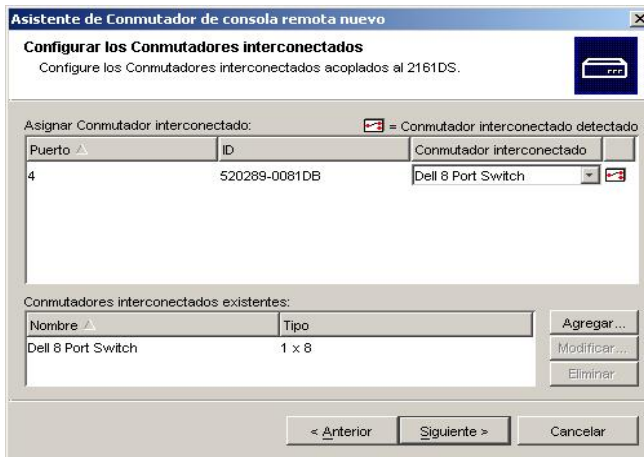 Asistente de Conmutador de consola remota nuevo
Configurar los Conmutadores interconectados
Configure los Conmutadores interconectados acoplados al 2161DS.
Asignar Conmutador interconectado: = Conmutador interconectado detectado
Puerto ID Conmutador interconectado
4 520289-0081DB Dell 8 Port Switch
Conmutadores interconectados existentes:
Nombre Tipo Agregar...
Dell 8 Port Switch 1 x 8 Modificar...
Eliminar
< Anterior Siguiente > Cancelar